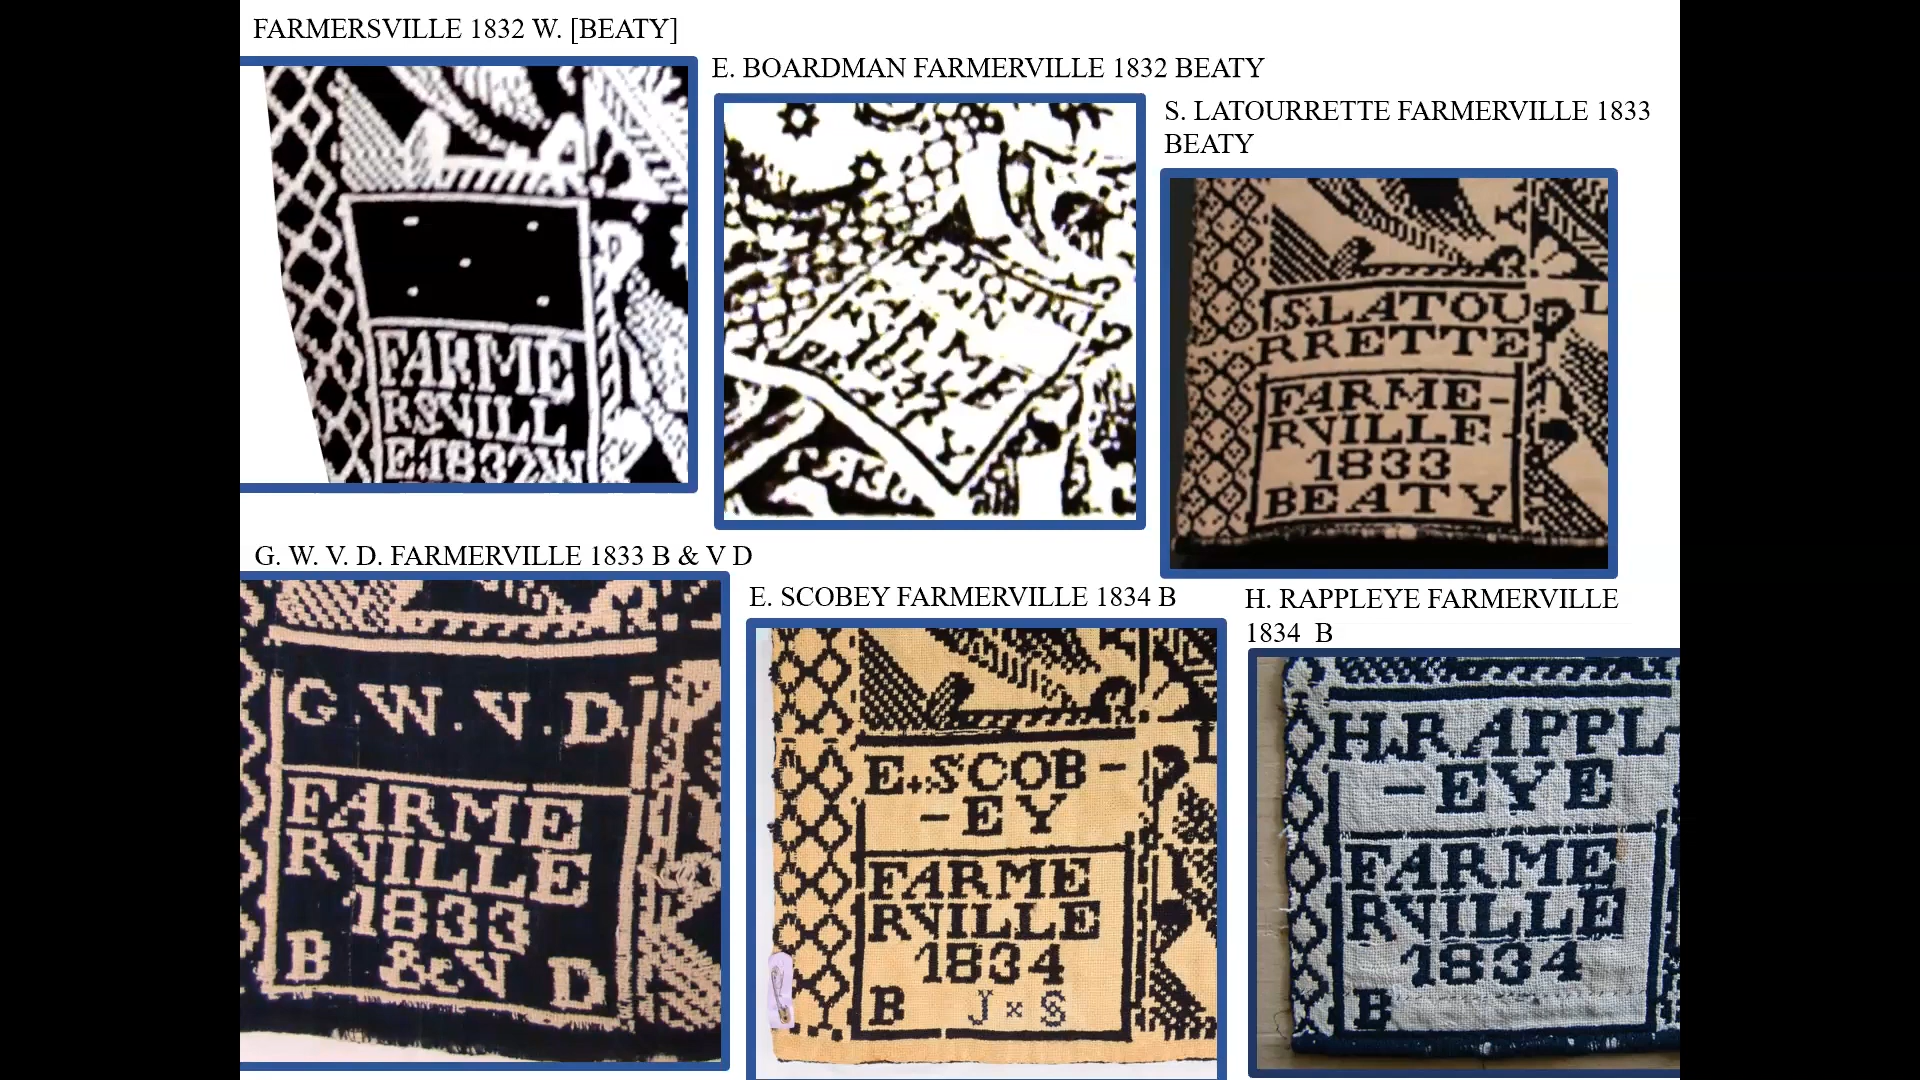 FARMERSVILLE 1832 W. [BEATY]
FARME
RSVILL
E.1832W
E. BOARDMAN FARMERVILLE 1832 BEATY
S. LATOURRETTE FARMERVILLE 1833
BEATY
S.LATOU
RRETTE
FARME-
RVILLE
1833
BEATY
L
G. W. V. D. FARMERVILLE 1833 B & V D
G.W.V.D.
FARME
RVILLE
1833
B &V D
E. SCOBEY FARMERVILLE 1834 B
E.SCOB-
-EY
FARME
RVILLE
1834
B J×S
H. RAPPLEYE FARMERVILLE
1834 B
H.RAPPL-
-EYE
FARME
RVILLE
1834
B